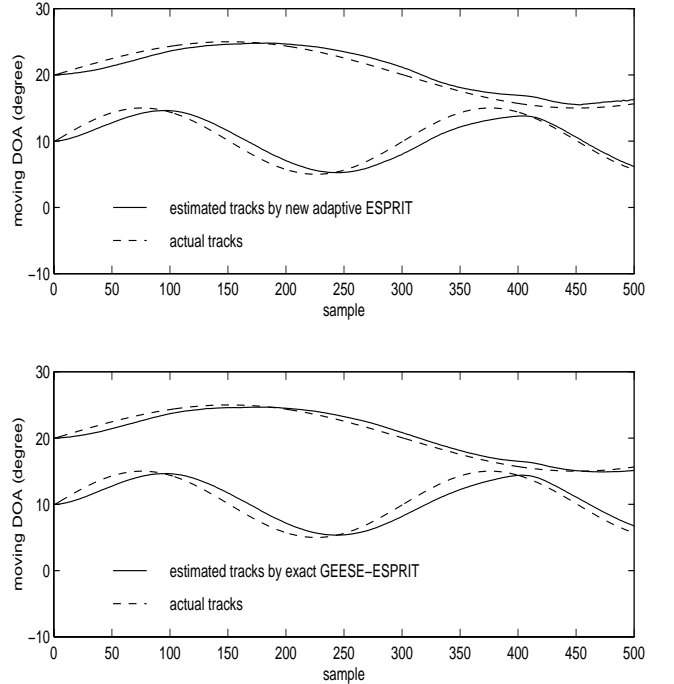 30
20
10
0
−10
moving DOA (degree)
estimated tracks by new adaptive ESPRIT
actual tracks
0 50 100 150 200 250 300 350 400 450 500
sample
30
20
10
0
−10
moving DOA (degree)
estimated tracks by exact GEESE−ESPRIT
actual tracks
0 50 100 150 200 250 300 350 400 450 500
sample